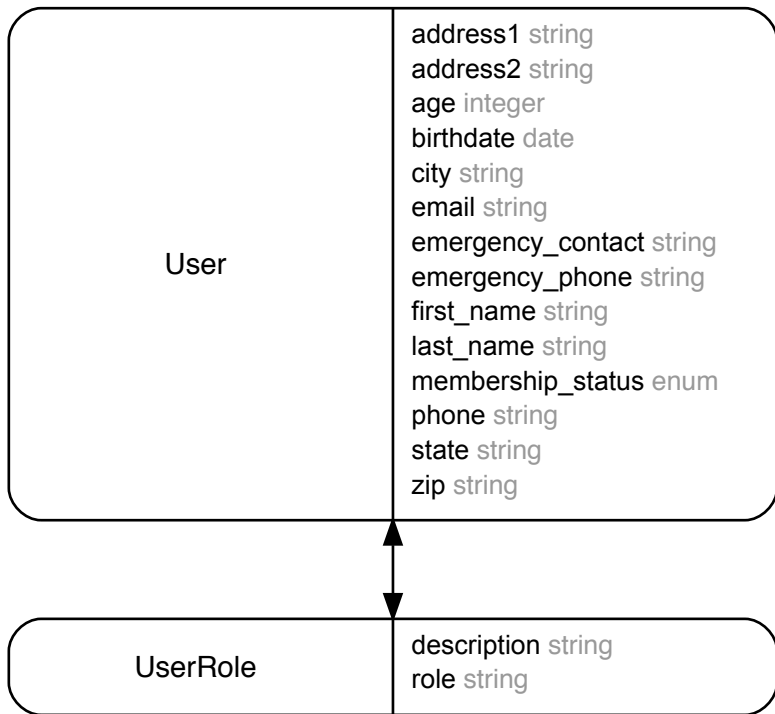 User
address1 string
address2 string
age integer
birthdate date
city string
email string
emergency_contact string
emergency_phone string
first_name string
last_name string
membership_status enum
phone string
state string
zip string
UserRole
description string
role string